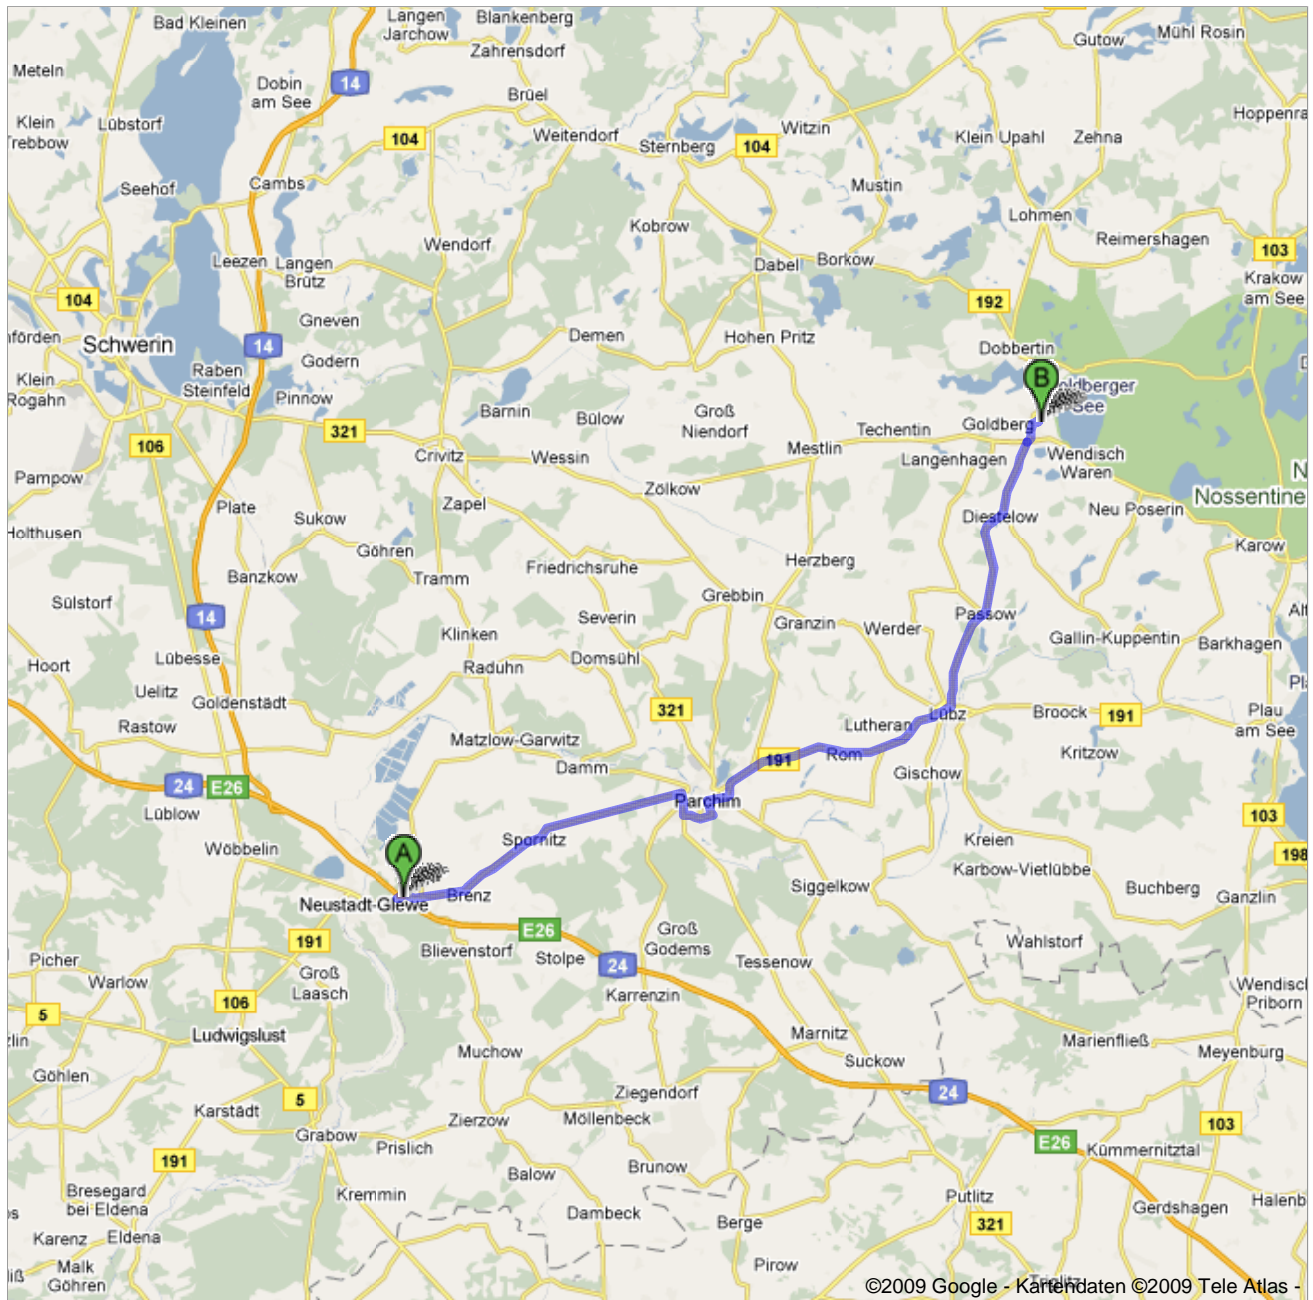 Bad Kleinen
Langen
Jarchow
Blankenberg
Zahrensdorf
Gutow
Mühl Rosin
Meteln
Dobin
am See
14
Brüel
Hoppenra
Klein
Trebbow
Lübstorf
104
Weitendorf
Sternberg
104
Witzin
Klein Upahl
Zehna
Seehof
Cambs
Mustin
Lohmen
Kobrow
Reimershagen
Wendorf
103
Leezen
Langen
Brütz
Dabel
Borkow
Krakow
am See
104
192
Gneven
Schwerin
14
Godern
Demen
Hohen Pritz
Dobbertin
Klein
Rogahn
Raben
Steinfeld
Pinnow
B
oldberger
See
Barnin
Bülow
Groß
Niendorf
Goldberg
106
321
Techentin
Crivitz
Wessin
Mestlin
Langenhagen
Wendisch
Waren
Pampow
Zölkow
N
Nossentine
Plate
Zapel
Neu Poserin
Holthusen
Sukow
Diestelow
Göhren
Karow
Banzkow
Tramm
Friedrichsruhe
Herzberg
Sülstorf
Grebbin
14
Severin
Granzin
Werder
Passow
Klinken
Gallin-Kuppentin
Barkhagen
Hoort
Lübesse
Raduhn
Domsühl
Uelitz
Goldenstädt
321
Lübz
Broock
191
Plau
am See
Rastow
Matzlow-Garwitz
Lutheran
Damm
191
Rom
Kritzow
Gischow
24
E26
Lüblow
Parchim
103
Wöbbelin
A
Spornitz
Kreien
198
Karbow-Vietlübbe
Siggelkow
Buchberg
Ganzlin
Neustadt-Glewe
Brenz
E26
191
Blievenstorf
Stolpe
24
Groß
Godems
Wahlstorf
Picher
Warlow
Groß
Laasch
Tessenow
106
Karrenzin
Wendiscl
Priborn
5
Ludwigslust
Marnitz
Marienfließ
Meyenburg
Muchow
Suckow
Göhlen
Ziegendorf
24
5
Karstädt
Möllenbeck
103
Grabow
Zierzow
Prislich
E26
Kümmernitztal
191
Balow
Brunow
Bresegard
bei Eldena
Kremmin
Putlitz
Halenb
Dambeck
Berge
321
Gerdshagen
Karenz
Eldena
Malk
Göhren
Pirow
©2009 Google - Kartendaten ©2009 Tele Atlas -